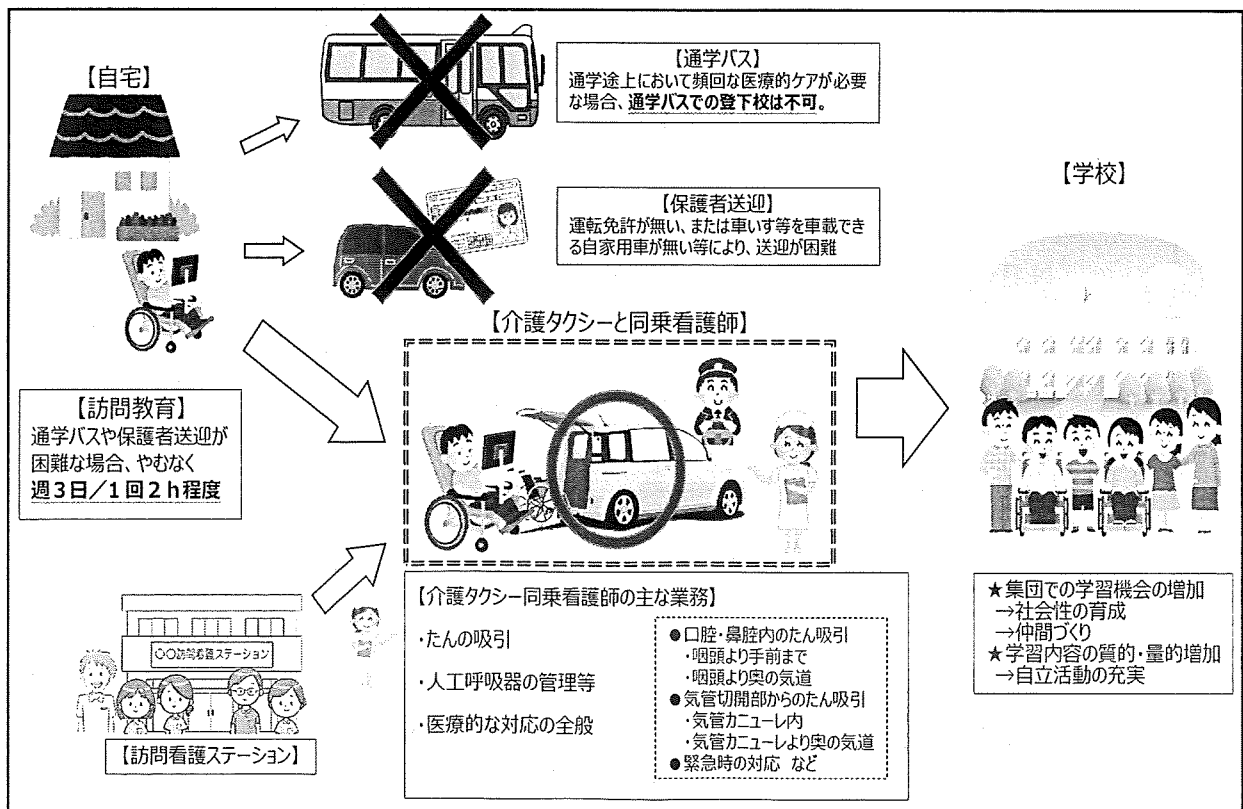 【自宅】
【通学バス】
通学途上において頻回な医療的ケアが必要
な場合、通学バスでの登下校は不可。
【保護者送迎】
運転免許が無い、または車いす等を車載でき
る自家用車が無い等により、送迎が困難
【学校】
【介護タクシーと同乗看護師】
【訪問教育】
通学バスや保護者送迎が
困難な場合、やむなく
週3日/1回2h程度
〇〇訪問看護ステーション
【訪問看護ステーション】
【介護タクシー同乗看護師の主な業務】
・たんの吸引
・人工呼吸器の管理等
・医療的な対応の全般
●口腔・鼻腔内のたん吸引
・咽頭より手前まで
・咽頭より奥の気道
●気管切開部からのたん吸引
・気管カニューレ内
・気管カニューレより奥の気道
●緊急時の対応 など
★集団での学習機会の増加
→社会性の育成
→仲間づくり
★学習内容の質的・量的増加
→自立活動の充実